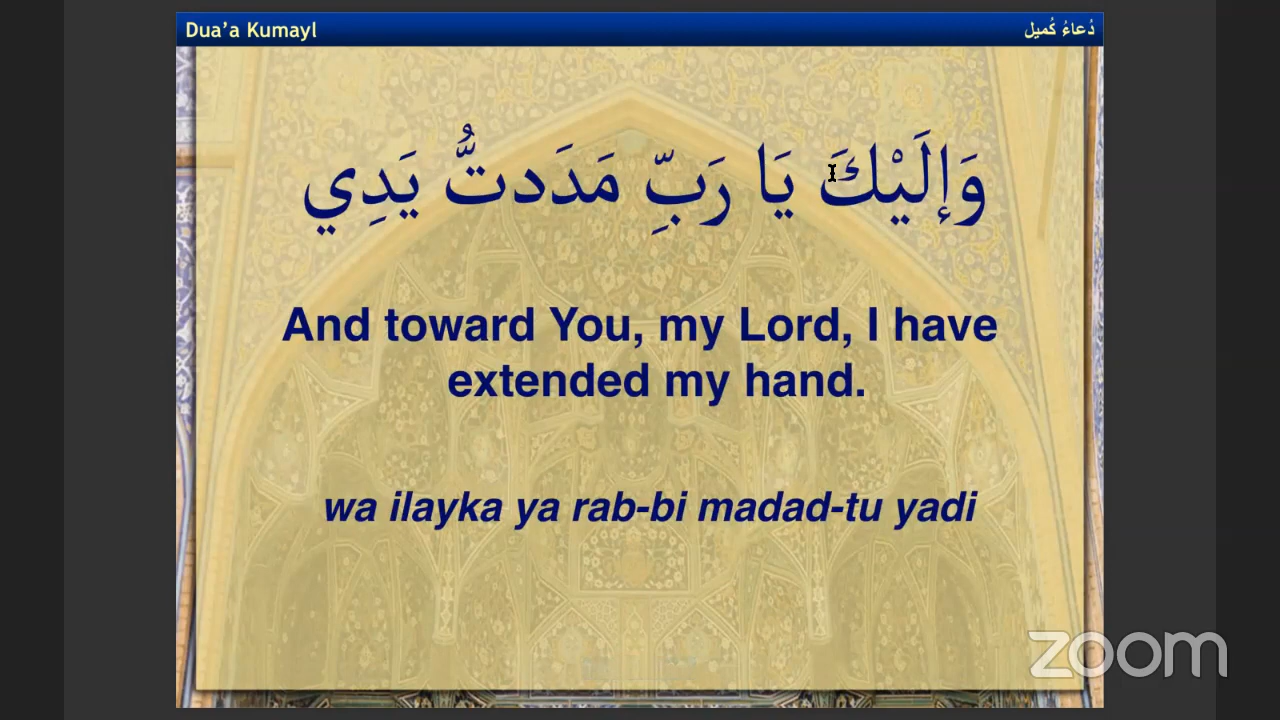 Dua’a Kumayl
دُعاءُ كُميل
وَإلَيْكَ يَا رَبِّ مَدَدتُّ يَدِي
And toward You, my Lord, I have
extended my hand.
wa ilayka ya rab-bi madad-tu yadi
zoom